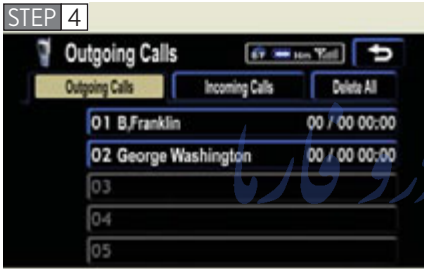 STEP 4
Outgoing Calls
Outgoing Calls Incoming Calls Delete All
01 B,Franklin 00 / 00 00:00
02 George Washington 00 / 00 00:00
03
04
05